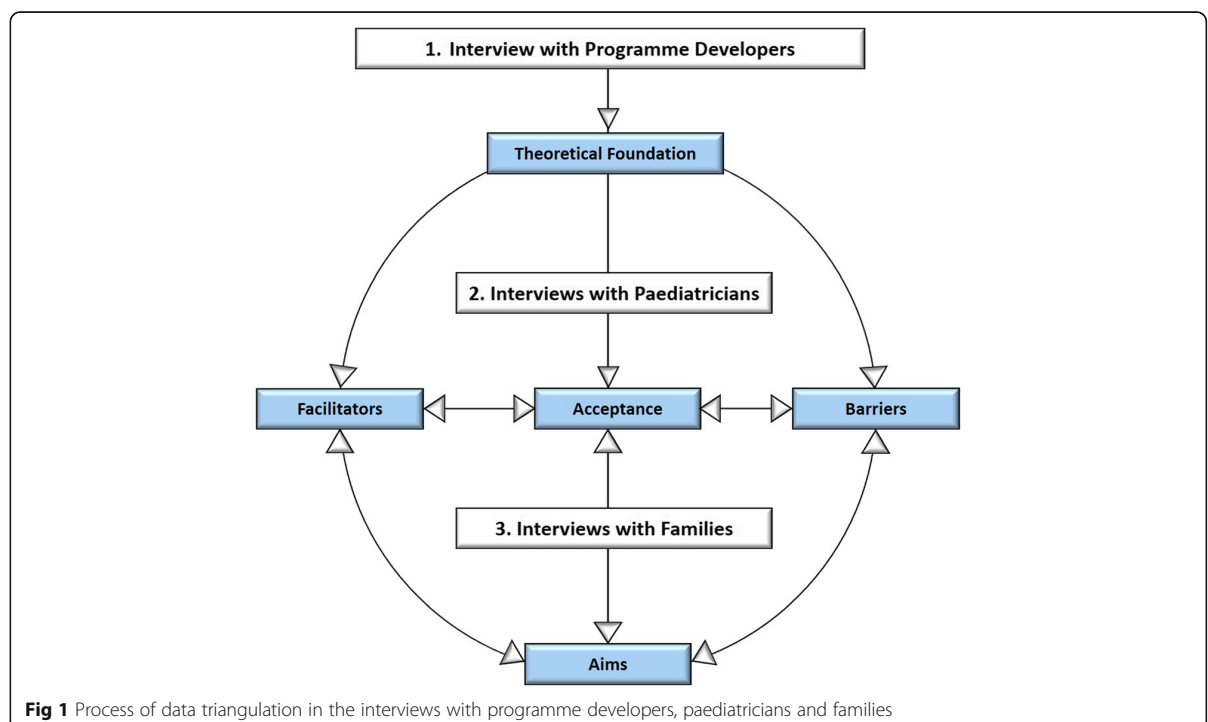 1. Interview with Programme Developers
Theoretical Foundation
2. Interviews with Paediatricians
Facilitators
Acceptance
Barriers
3. Interviews with Families
Aims
Fig 1 Process of data triangulation in the interviews with programme developers, paediatricians and families